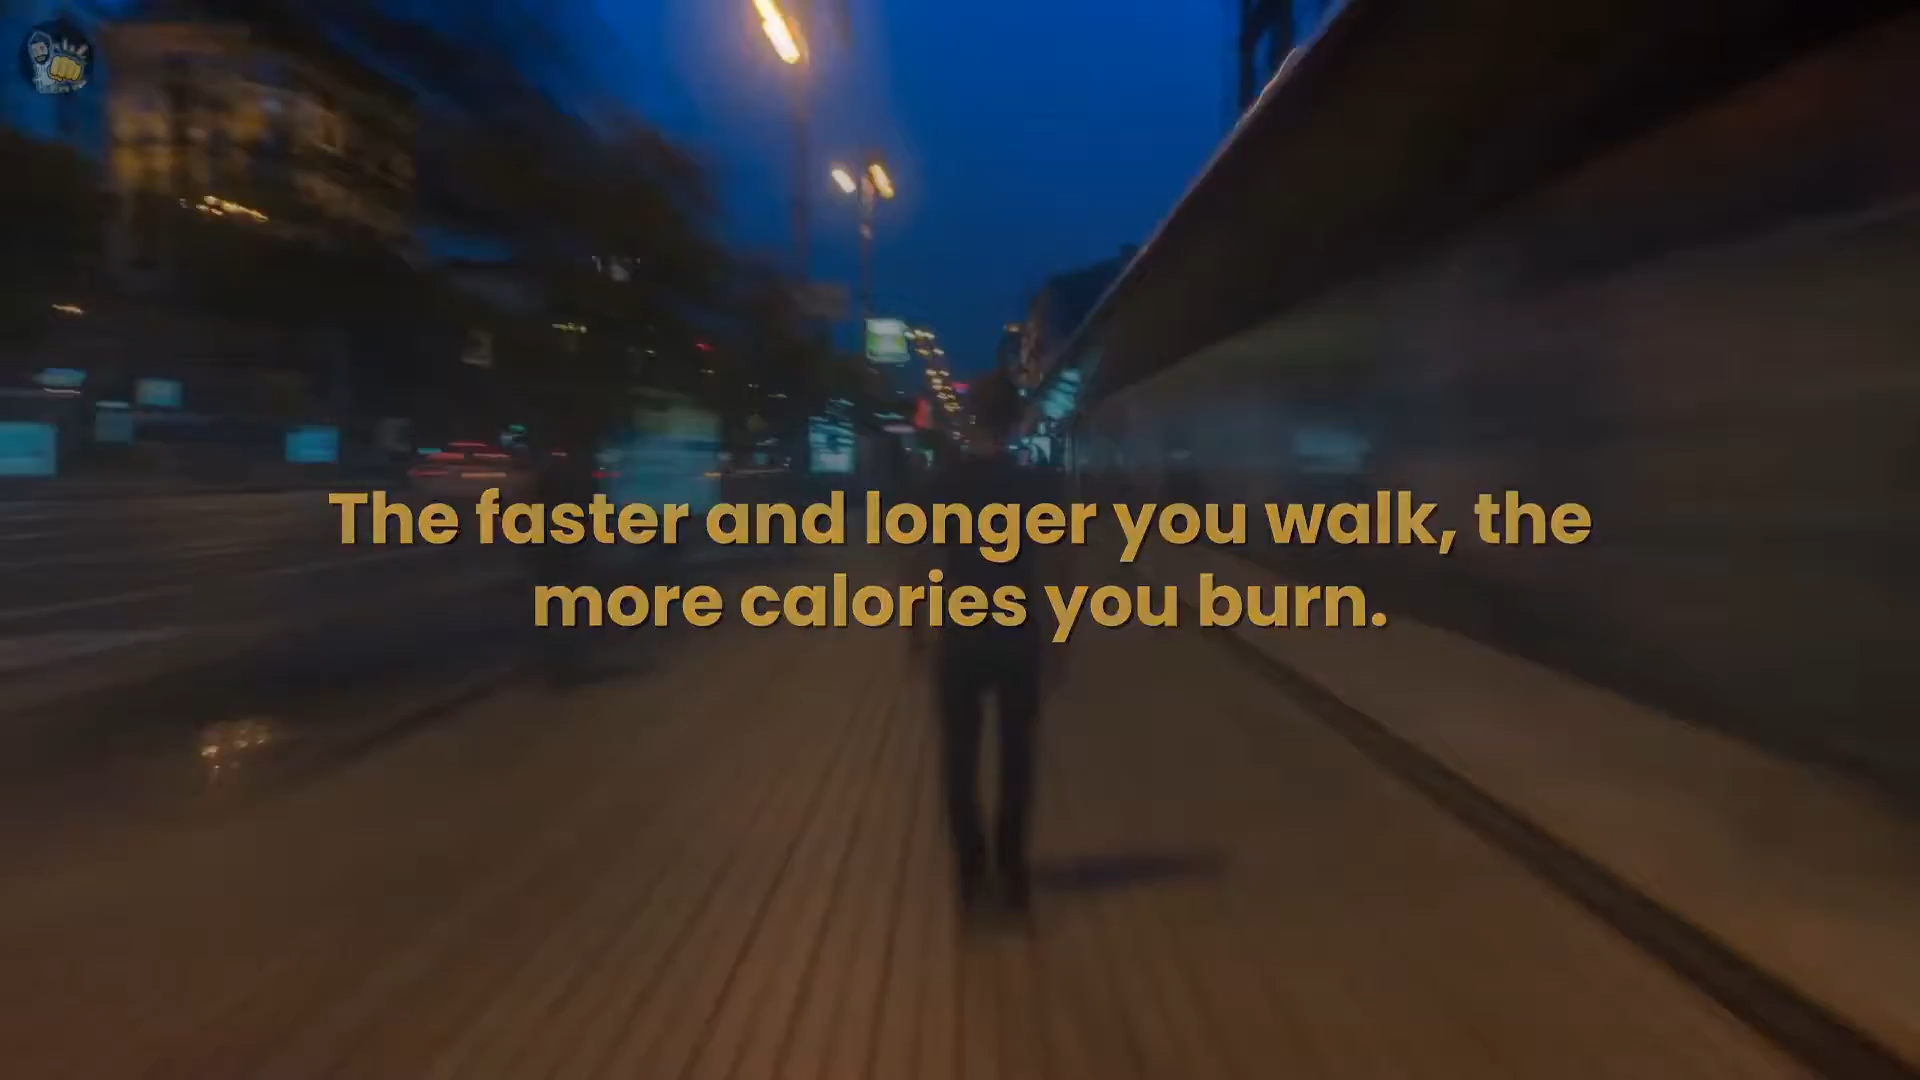 The faster and longer you walk, the
more calories you burn.